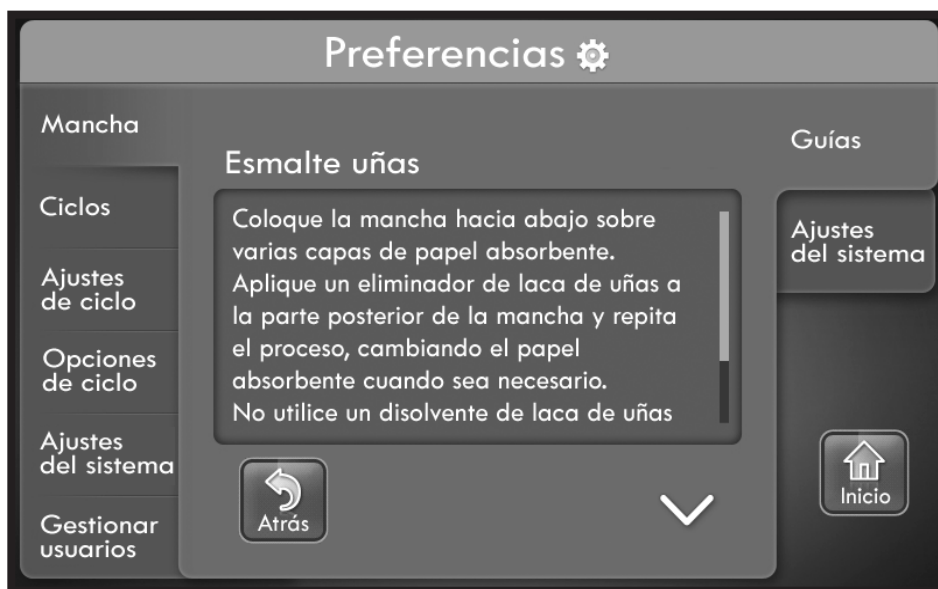 Preferencias
Mancha
Ciclos
Ajustes
de ciclo
Opciones
de ciclo
Ajustes
del sistema
Gestionar
usuarios
Esmalte uñas
Coloque la mancha hacia abajo sobre
varias capas de papel absorbente.
Aplique un eliminador de laca de uñas a
la parte posterior de la mancha y repita
el proceso, cambiando el papel
absorbente cuando sea necesario.
No utilice un disolvente de laca de uñas
Atrás
Guías
Ajustes
del sistema
Inicio